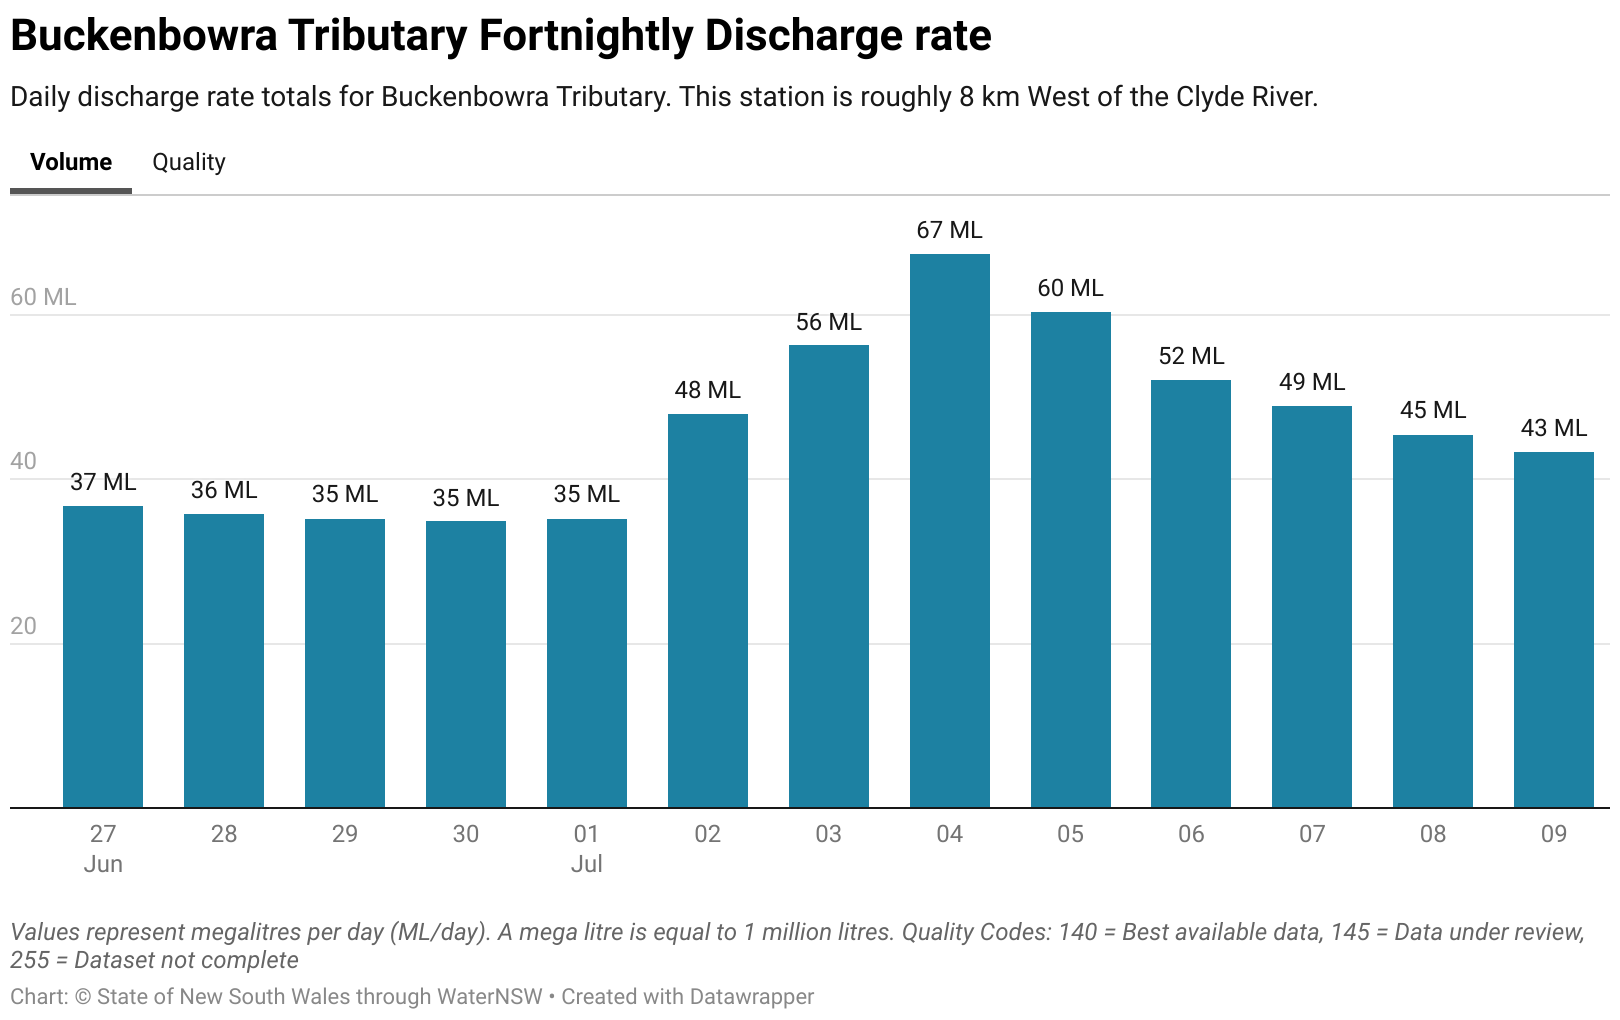 Buckenbowra Tributary Fortnightly Discharge rate
Daily discharge rate totals for Buckenbowra Tributary. This station is roughly 8 km West of the Clyde River.
Volume Quality
67 ML
60 ML
60 ML
56 ML
52 ML
49 ML
48 ML
45 ML
43 ML
40
37 ML
36 ML
35 ML
35 ML
35 ML
20
27 28 29 30 01 02 03 04 05 06 07 08 09
Jun Jul
Values represent megalitres per day (ML/day). A mega litre is equal to 1 million litres. Quality Codes: 140 = Best available data, 145 = Data under review,
255 = Dataset not complete
Chart: © State of New South Wales through WaterNSW • Created with Datawrapper